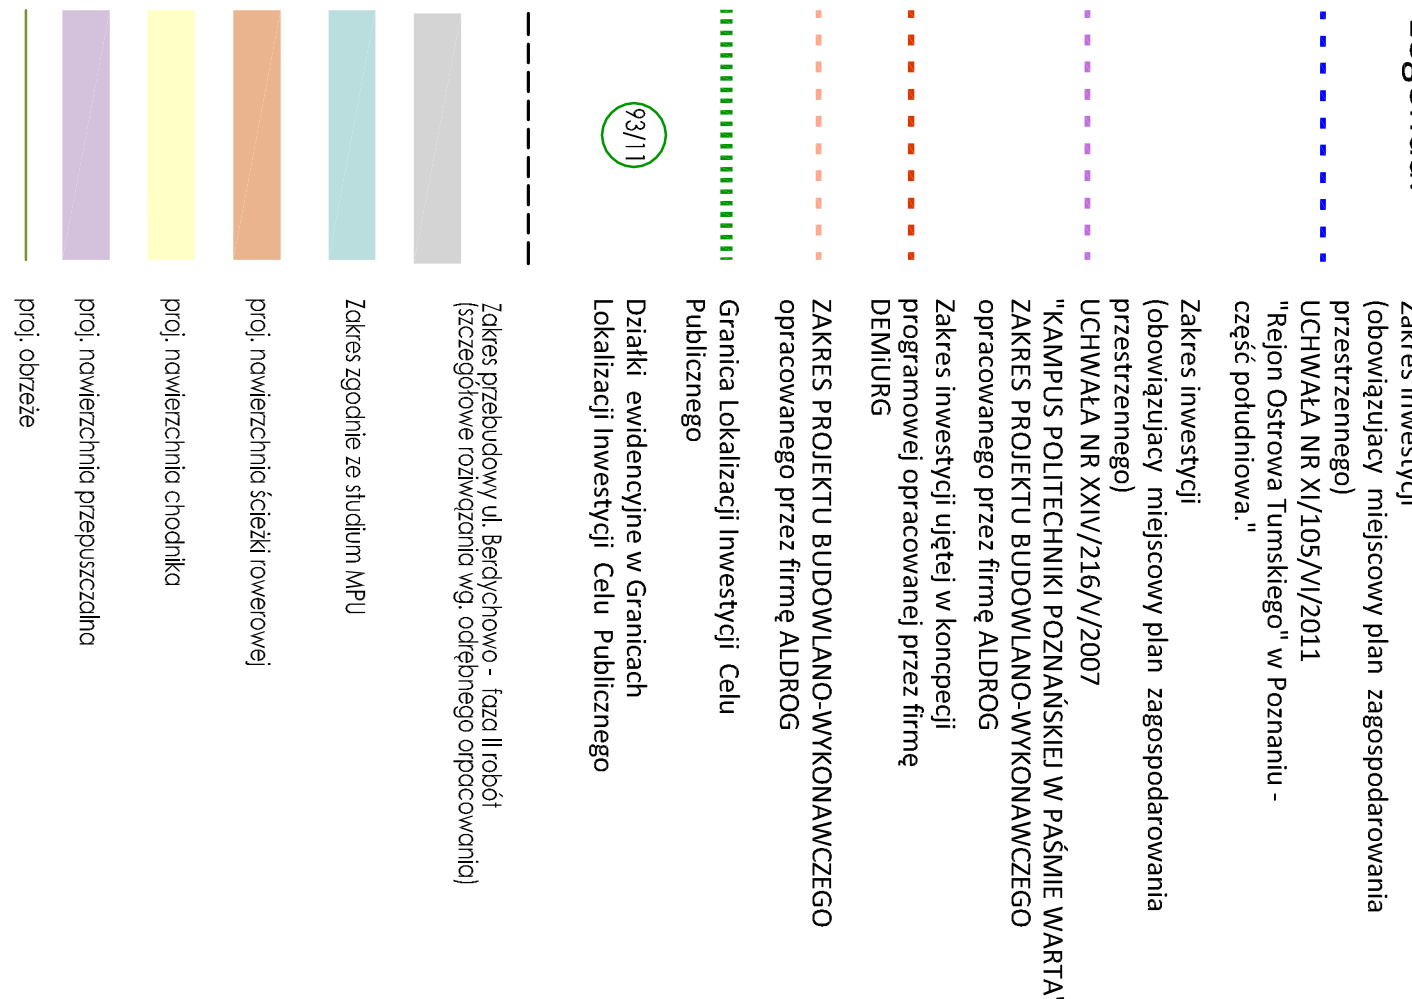 Legenda:
Zakres inwestycji
(obowiązujacy miejscowy plan zagospodarowania
przestrzennego)
UCHWAŁA NR XI/105/VI/2011
"Rejon Ostrowa Tumskiego" w Poznaniu -
część południowa."
Zakres inwestycji
(obowiązujacy miejscowy plan zagospodarowania
przestrzennego)
UCHWAŁA NR XXIV/216/V/2007
"KAMPUS POLITECHNIKI POZNAŃSKIEJ W PAŚMIE WARTA"
ZAKRES PROJEKTU BUDOWLANO-WYKONAWCZEGO
opracowanego przez firmę ALDROG
Zakres inwestycji ujętej w koncpecji
programowej opracowanej przez firmę
DEMiURG
ZAKRES PROJEKTU BUDOWLANO-WYKONAWCZEGO
opracowanego przez firmę ALDROG
Granica Lokalizacji Inwestycji Celu
Publicznego
93/11
Działki ewidencyjne w Granicach
Lokalizacji Inwestycji Celu Publicznego
Zakres przebudowy ul. Berdychowo - faza II robót
(szczegółowe roziwązania wg. odrębnego orpacowania)
Zakres zgodnie ze studium MPU
proj. nawierzchnia ścieżki rowerowej
proj. nawierzchnia chodnika
proj. nawierzchnia przepuszczalna
proj. obrzeże